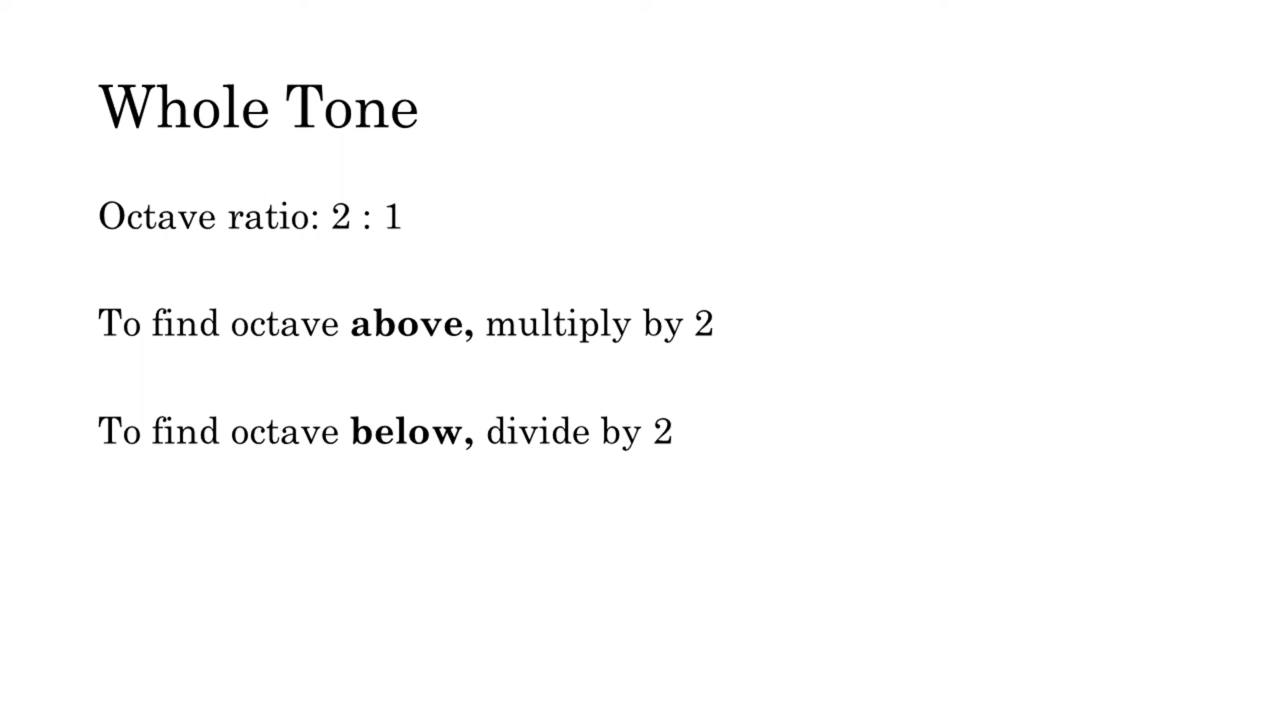 Whole Tone
Octave ratio: 2 : 1
To find octave above, multiply by 2
To find octave below, divide by 2